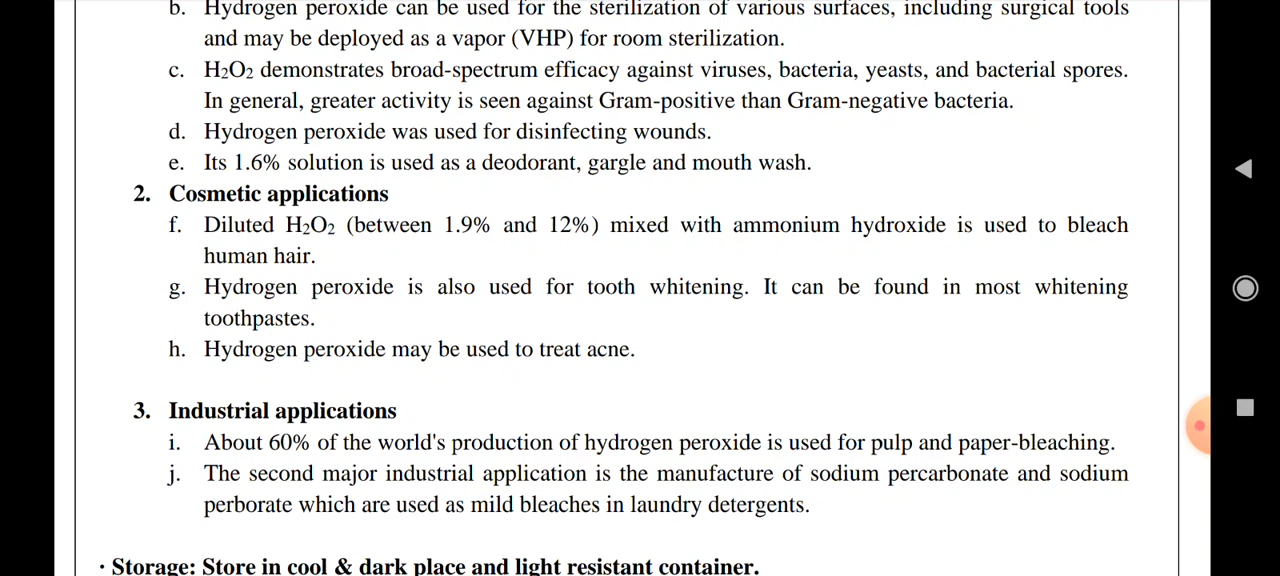 b. Hydrogen peroxide can be used for the sterilization of various surfaces, including surgical tools
and may be deployed as a vapor (VHP) for room sterilization.
c. H₂O₂ demonstrates broad-spectrum efficacy against viruses, bacteria, yeasts, and bacterial spores.
In general, greater activity is seen against Gram-positive than Gram-negative bacteria.
d. Hydrogen peroxide was used for disinfecting wounds.
e. Its 1.6% solution is used as a deodorant, gargle and mouth wash.
2. Cosmetic applications
f. Diluted H₂O₂ (between 1.9% and 12%) mixed with ammonium hydroxide is used to bleach
human hair.
g. Hydrogen peroxide is also used for tooth whitening. It can be found in most whitening
toothpastes.
h. Hydrogen peroxide may be used to treat acne.
3. Industrial applications
i. About 60% of the world's production of hydrogen peroxide is used for pulp and paper-bleaching.
j. The second major industrial application is the manufacture of sodium percarbonate and sodium
perborate which are used as mild bleaches in laundry detergents.
· Storage: Store in cool & dark place and light resistant container.